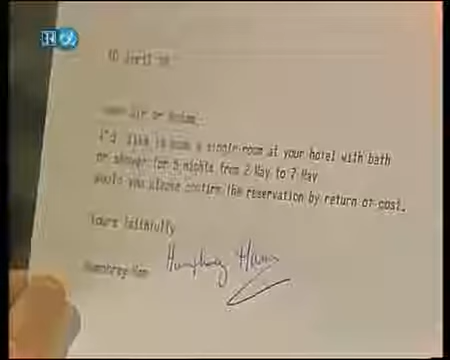 10 April
Dear Sir or Madam,
I'd like to book a single room at your hotel with bath
or shower for 5 nights from 2 May to 7 May
Would you please confirm the reservation by return of post.
Yours faithfully
Humphrey
Humphrey